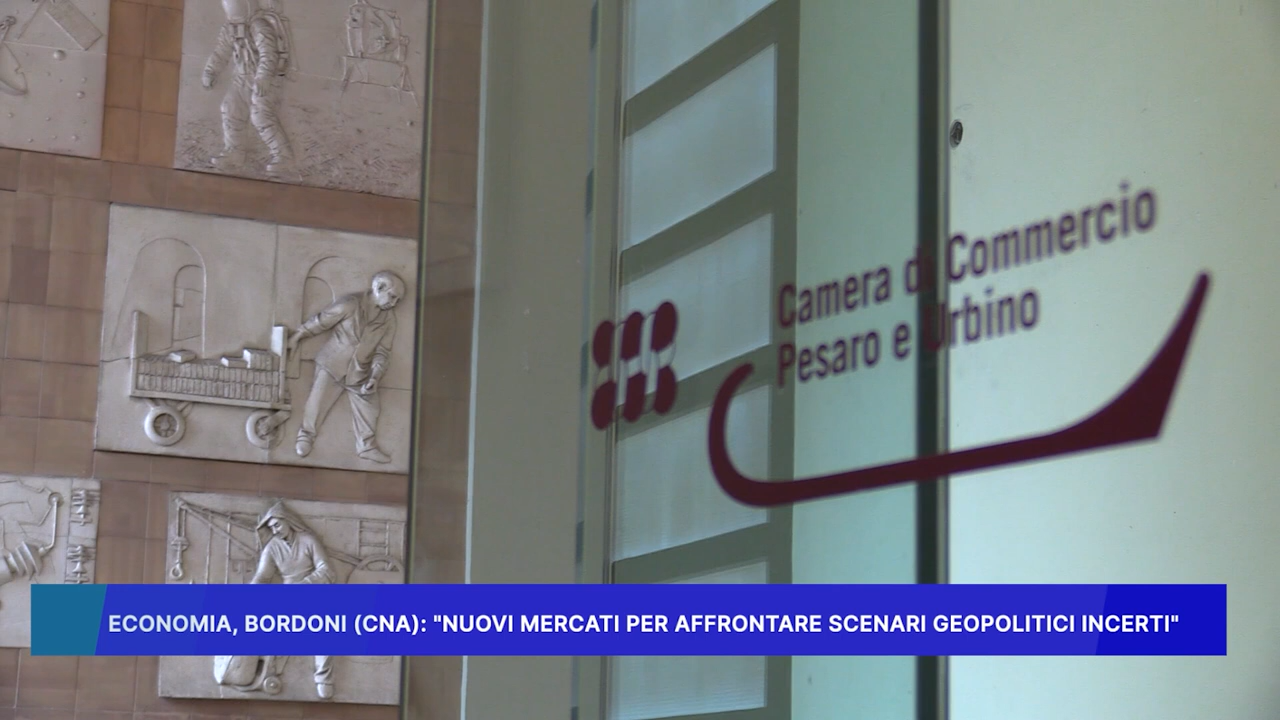 Camera di Commercio
Pesaro e Urbino
ECONOMIA, BORDONI (CNA): "NUOVI MERCATI PER AFFRONTARE SCENARI GEOPOLITICI INCERTI"